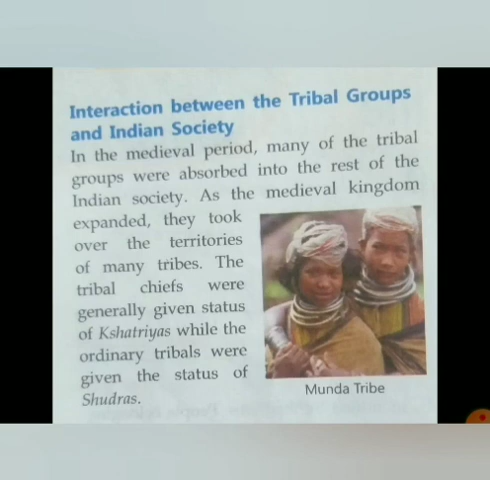 Interaction between the Tribal Groups
and Indian Society
In the medieval period, many of the tribal
groups were absorbed into the rest of the
Indian society. As the medieval kingdom
expanded, they took
over the territories
of many tribes. The
tribal chiefs were
generally given status
of Kshatriyas while the
ordinary tribals were
given the status of
Shudras.
Munda Tribe